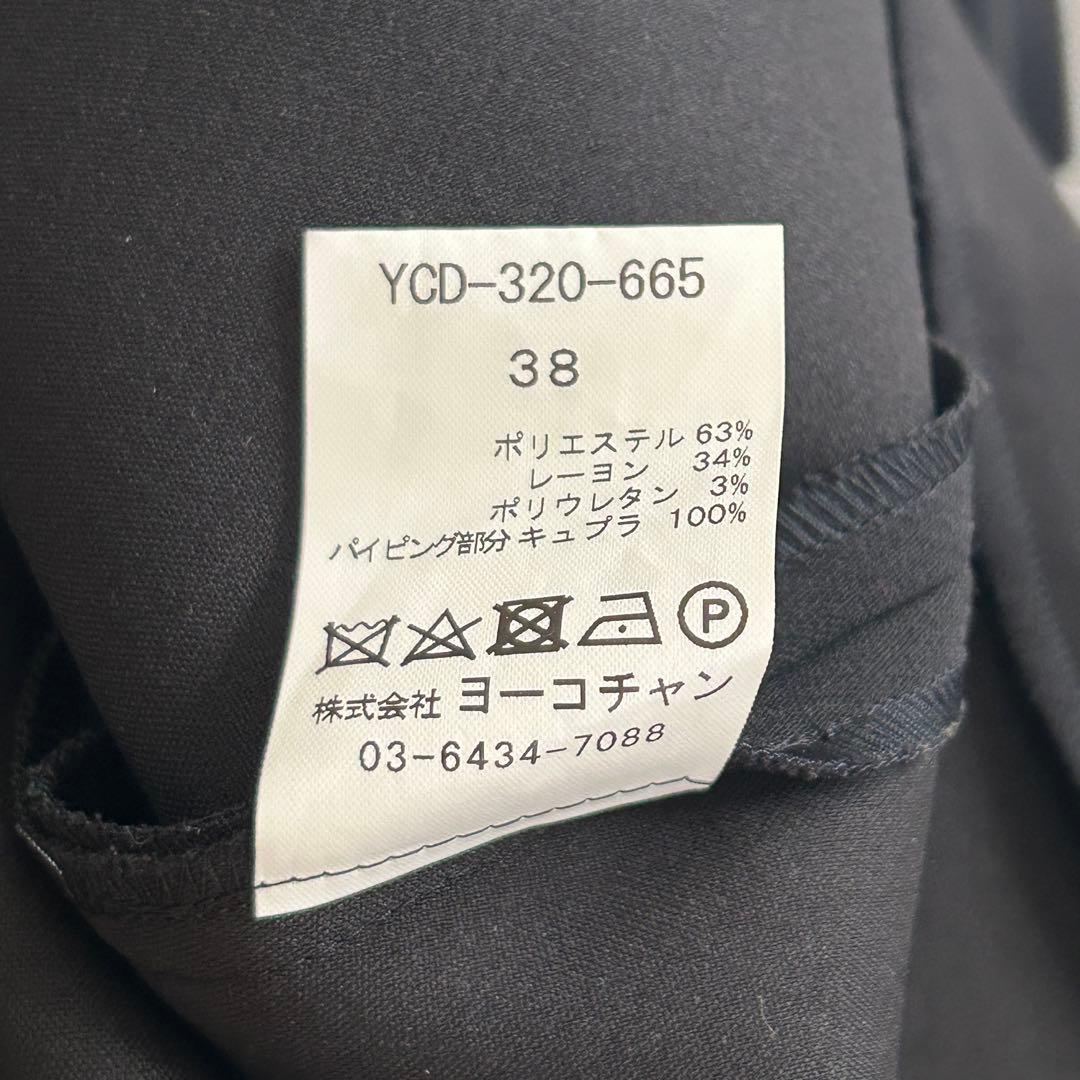 YCD-320-665
38
ポリエステル 63%
レーヨン 34%
ポリウレタン 3%
パイピング部分 キュプラ 100%
P
株式会社 ヨーコチャン
03-6434-7088